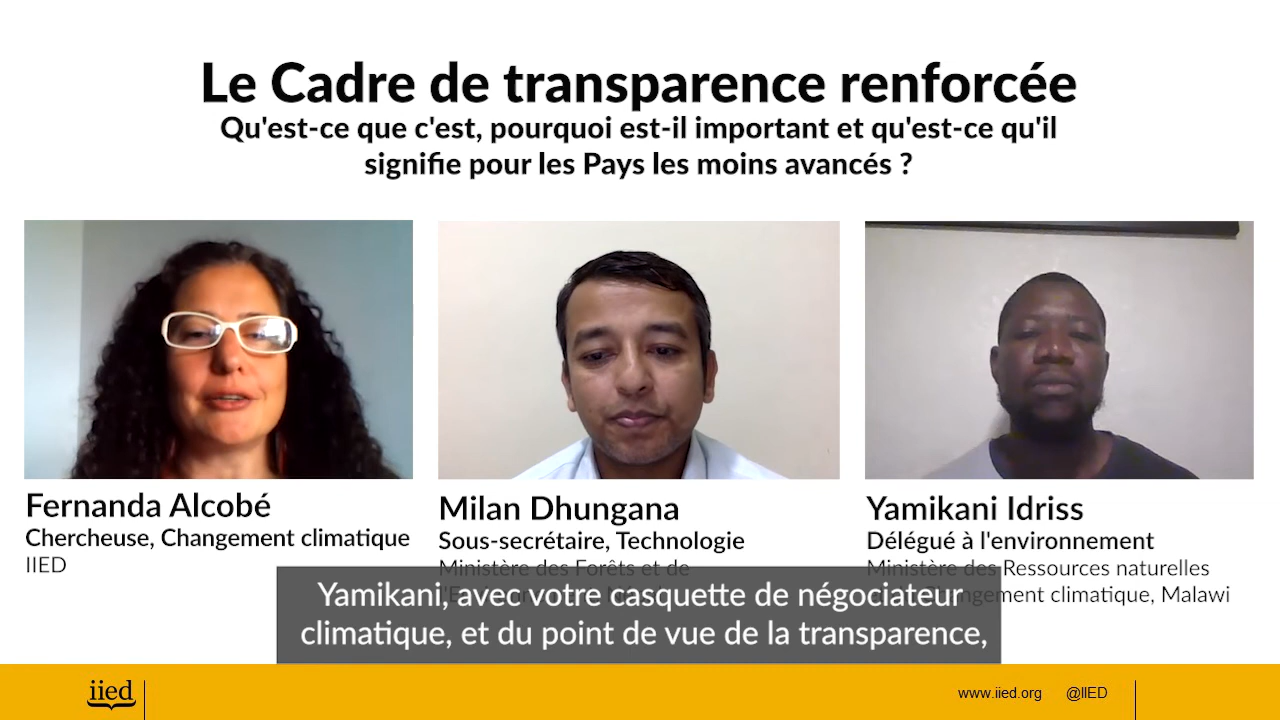 Le Cadre de transparence renforcée
Qu'est-ce que c'est, pourquoi est-il important et qu'est-ce qu'il
signifie pour les Pays les moins avancés ?
Fernanda Alcobé
Chercheuse, Changement climatique
IIED
Milan Dhungana
Sous-secrétaire, Technologie
Ministère des Forêts et de
Yamikani Idriss
Délégué à l'environnement
Ministère des Ressources naturelles
climatique, Malawi
Yamikani, avec votre casquette de négociateur
climatique, et du point de vue de la transparence,
iied
www.iied.org @IIED